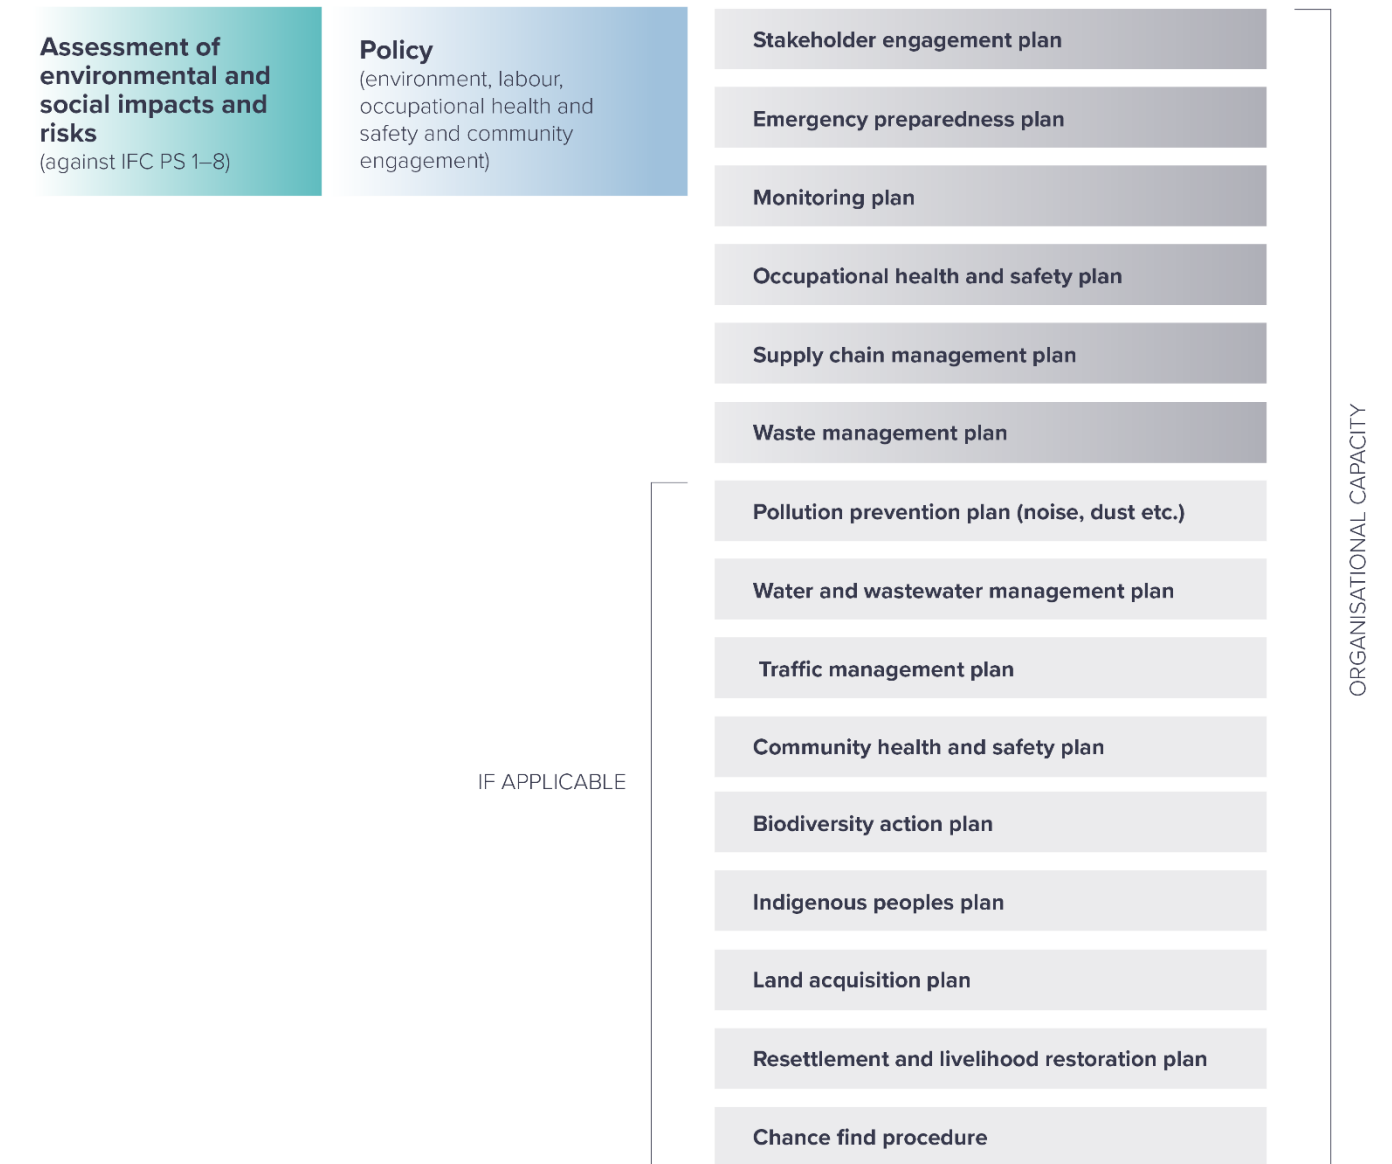 Assessment of
environmental and
social impacts and
risks
(against IFC PS 1–8)
Policy
(environment, labour,
occupational health and
safety and community
engagement)
Stakeholder engagement plan
Emergency preparedness plan
Monitoring plan
Occupational health and safety plan
Supply chain management plan
Waste management plan
Pollution prevention plan (noise, dust etc.)
Water and wastewater management plan
Traffic management plan
Community health and safety plan
Biodiversity action plan
Indigenous peoples plan
Land acquisition plan
Resettlement and livelihood restoration plan
Chance find procedure
IF APPLICABLE
ORGANISATIONAL CAPACITY